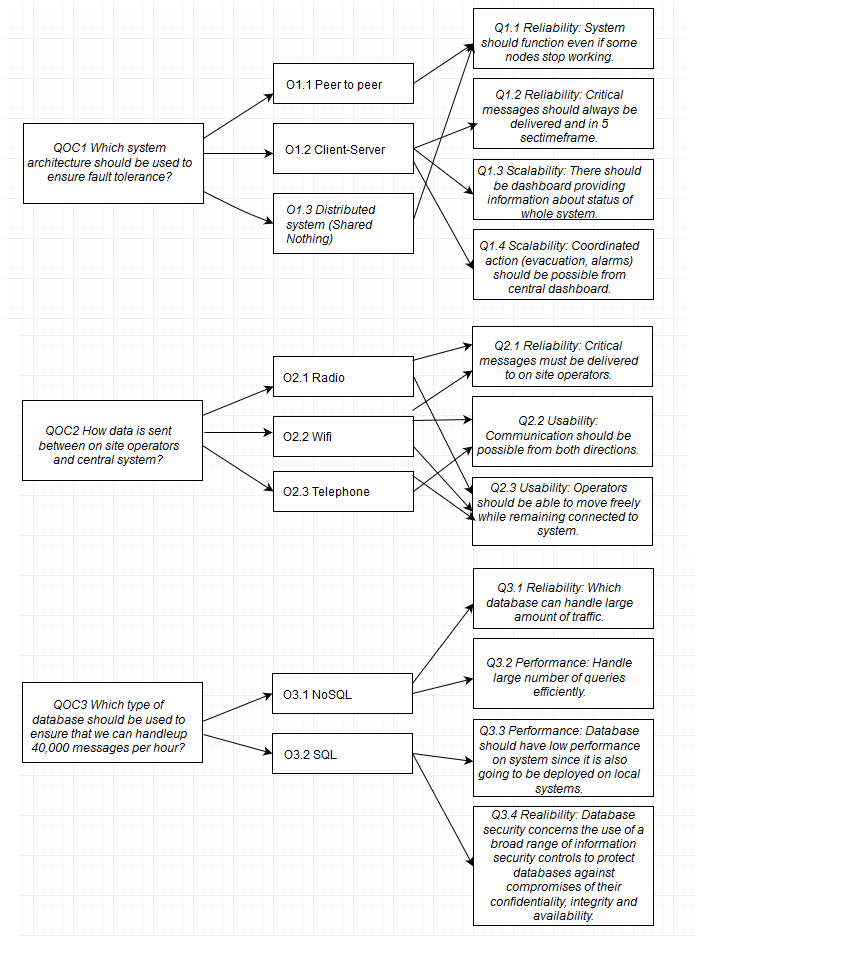 QOC1 Which system
architecture should be used to
ensure fault tolerance?
O1.1 Peer to peer
O1.2 Client-Server
O1.3 Distributed
system (Shared
Nothing)
Q1.1 Reliability: System
should function even if some
nodes stop working.
Q1.2 Reliability: Critical
messages should always be
delivered and in 5
sectimeframe.
Q1.3 Scalability: There should
be dashboard providing
information about status of
whole system.
Q1.4 Scalability: Coordinated
action (evacuation, alarms)
should be possible from
central dashboard.
QOC2 How data is sent
between on site operators
and central system?
O2.1 Radio
O2.2 Wifi
O2.3 Telephone
Q2.1 Reliability: Critical
messages must be delivered
to on site operators.
Q2.2 Usability:
Communication should be
possible from both directions.
Q2.3 Usability: Operators
should be able to move freely
while remaining connected to
system.
QOC3 Which type of
database should be used to
ensure that we can handleup
40,000 messages per hour?
O3.1 NoSQL
O3.2 SQL
Q3.1 Reliability: Which
database can handle large
amount of traffic.
Q3.2 Performance: Handle
large number of queries
efficiently.
Q3.3 Performance: Database
should have low performance
on system since it is also
going to be deployed on local
systems.
Q3.4 Realibility: Database
security concerns the use of a
broad range of information
security controls to protect
databases against
compromises of their
confidentiality, integrity and
availability.